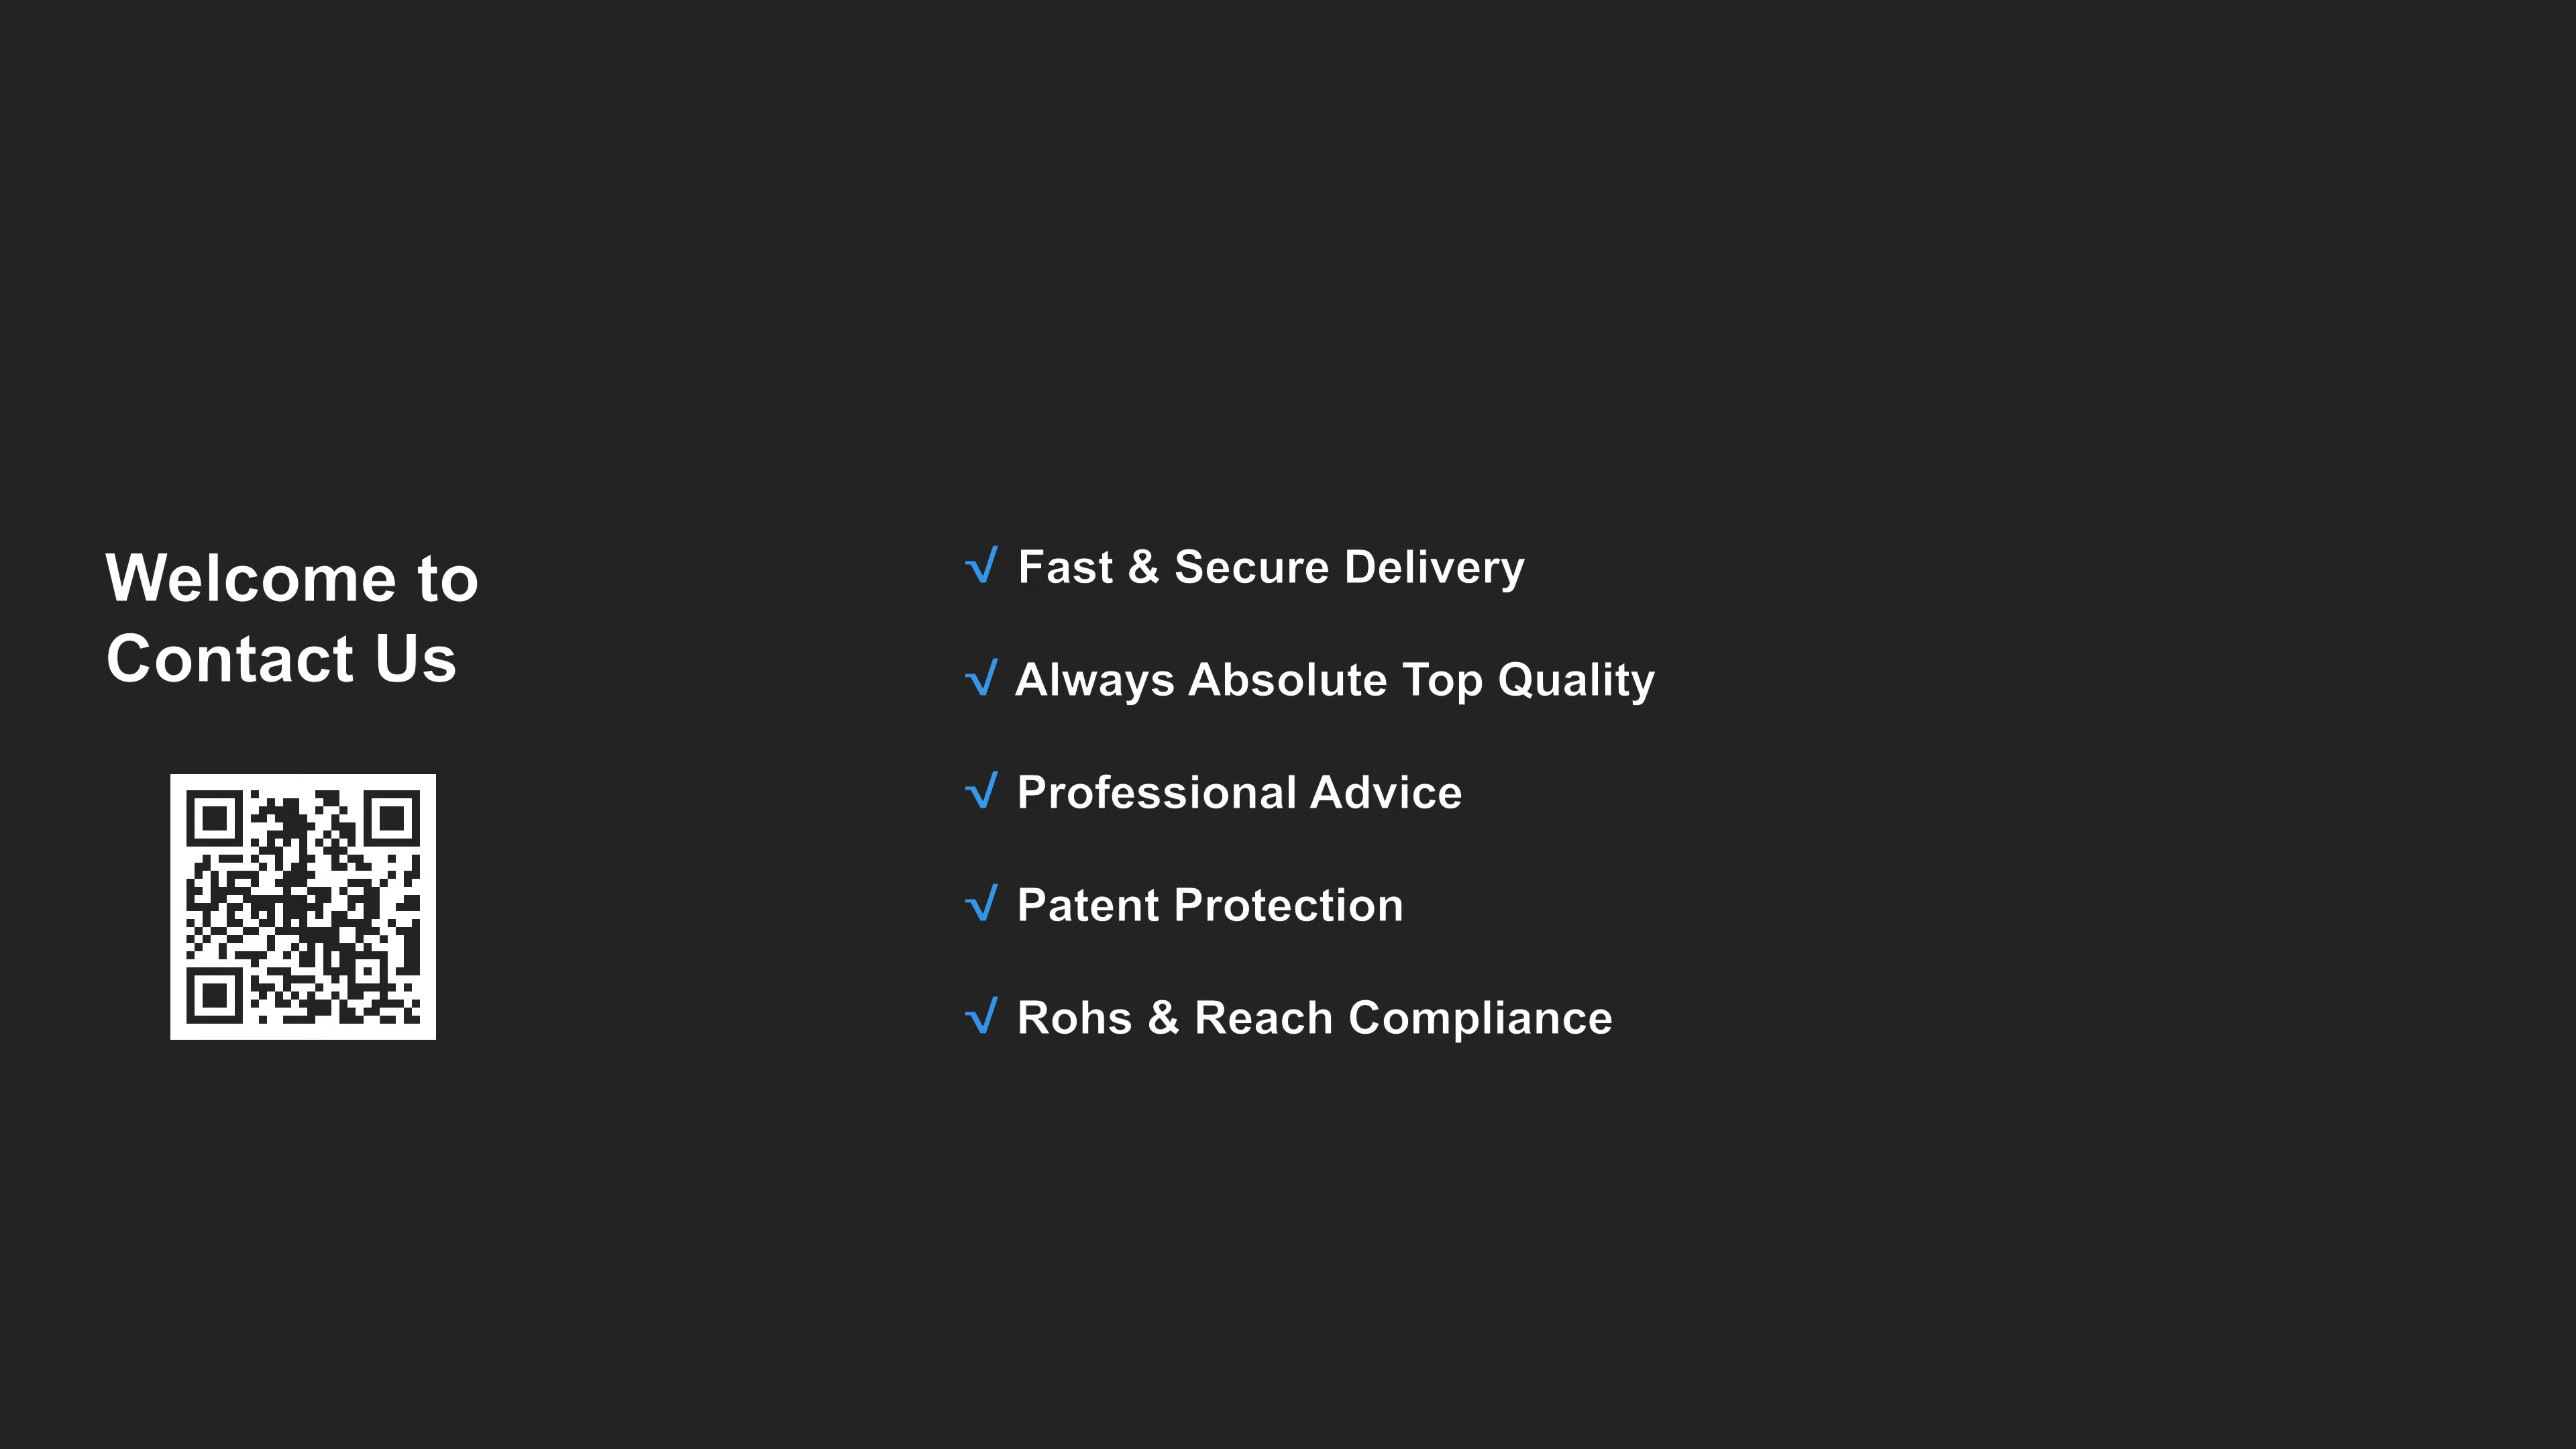 Welcome to
Contact Us
√ Fast & Secure Delivery
√ Always Absolute Top Quality
√ Professional Advice
√ Patent Protection
√ Rohs & Reach Compliance